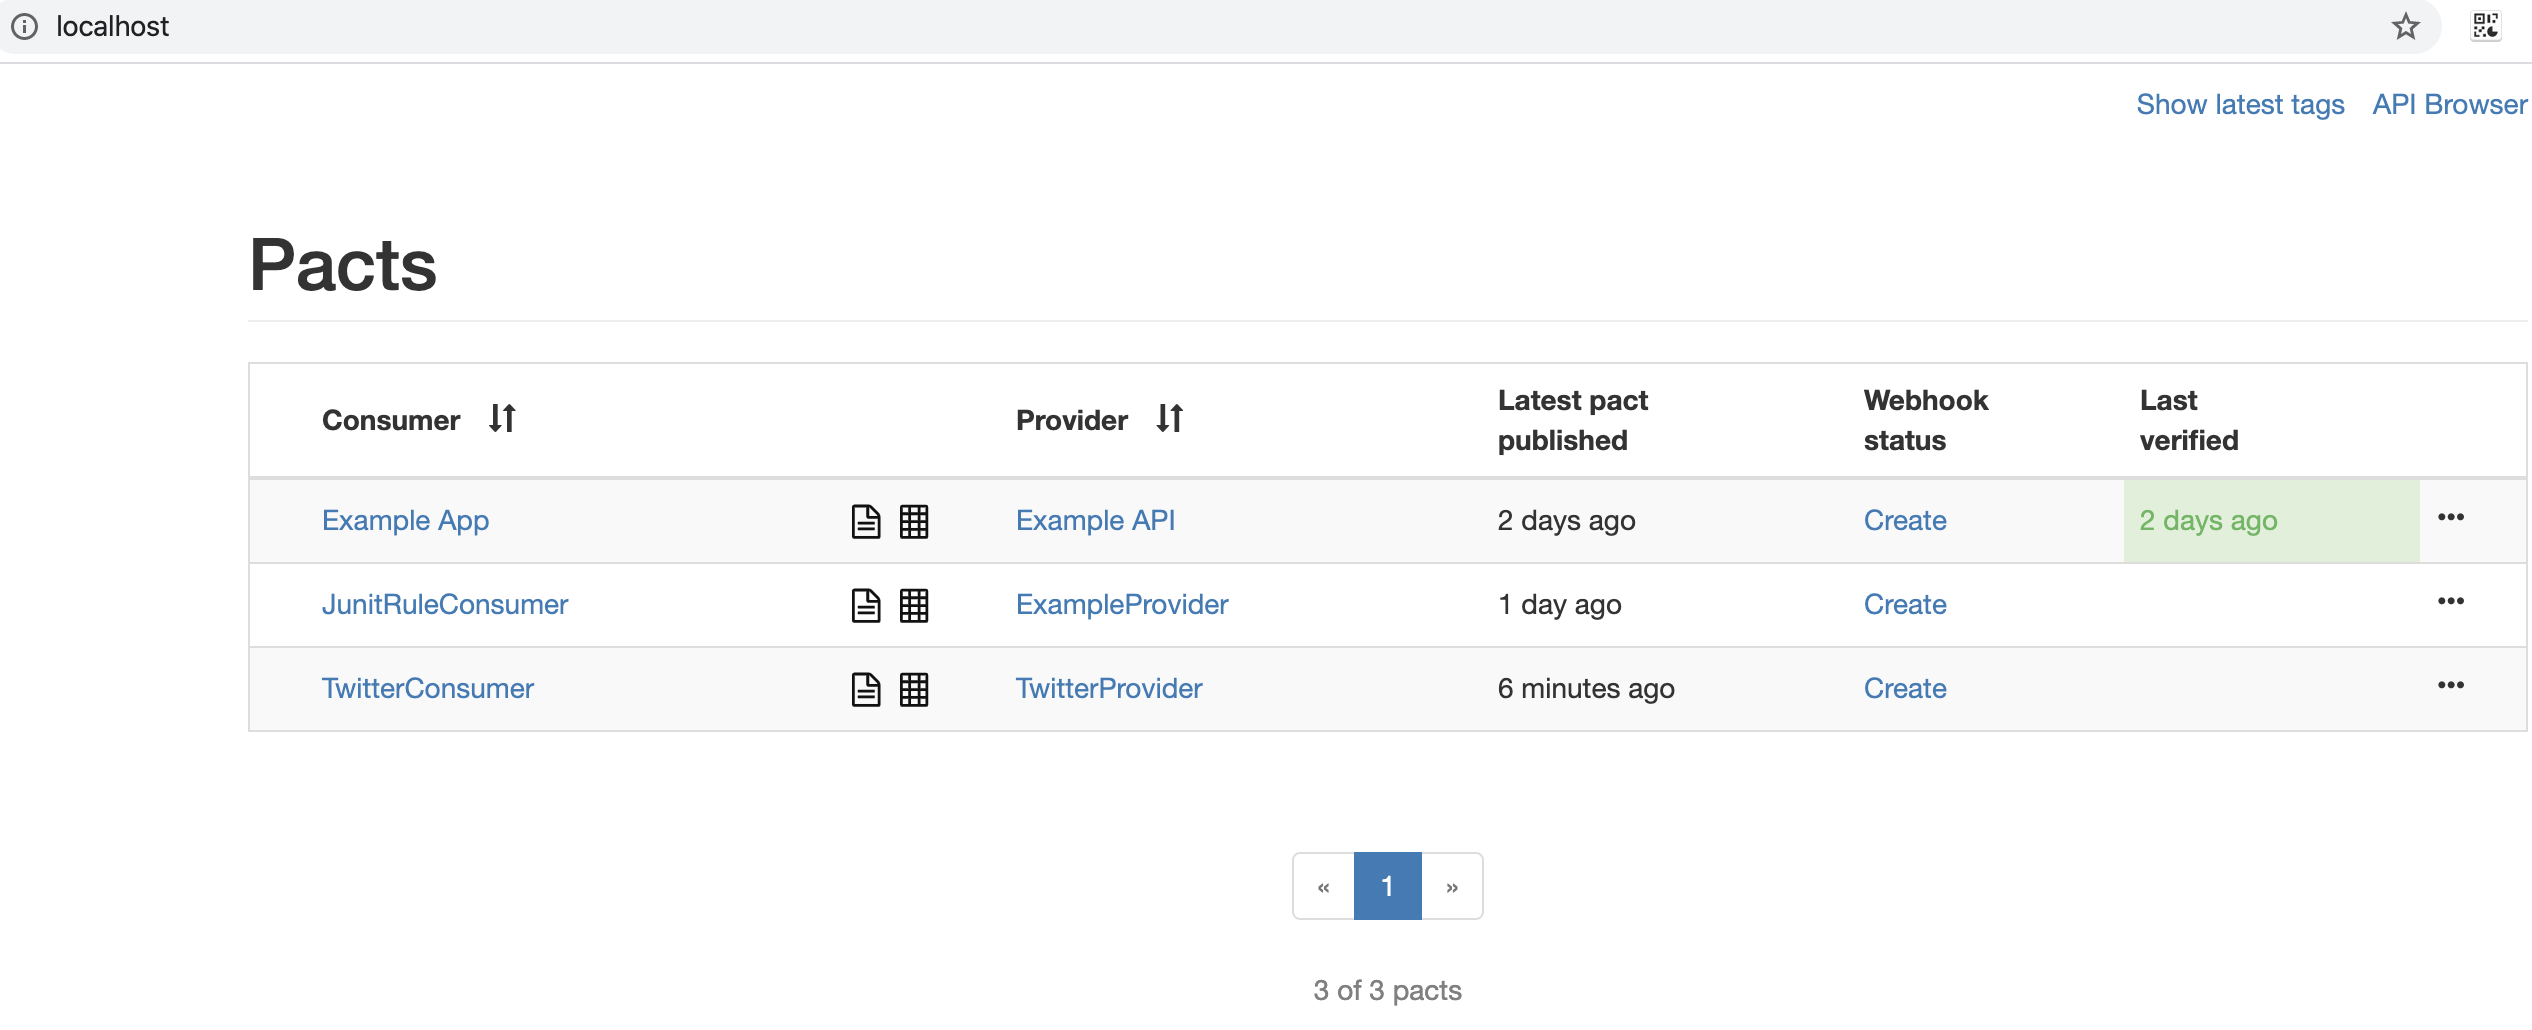 localhost
Show latest tags API Browser
Pacts
Consumer Provider Latest pact published Webhook status Last verified
Example App Example API 2 days ago Create 2 days ago •••
JunitRuleConsumer ExampleProvider 1 day ago Create •••
TwitterConsumer TwitterProvider 6 minutes ago Create •••
« 1 »
3 of 3 pacts